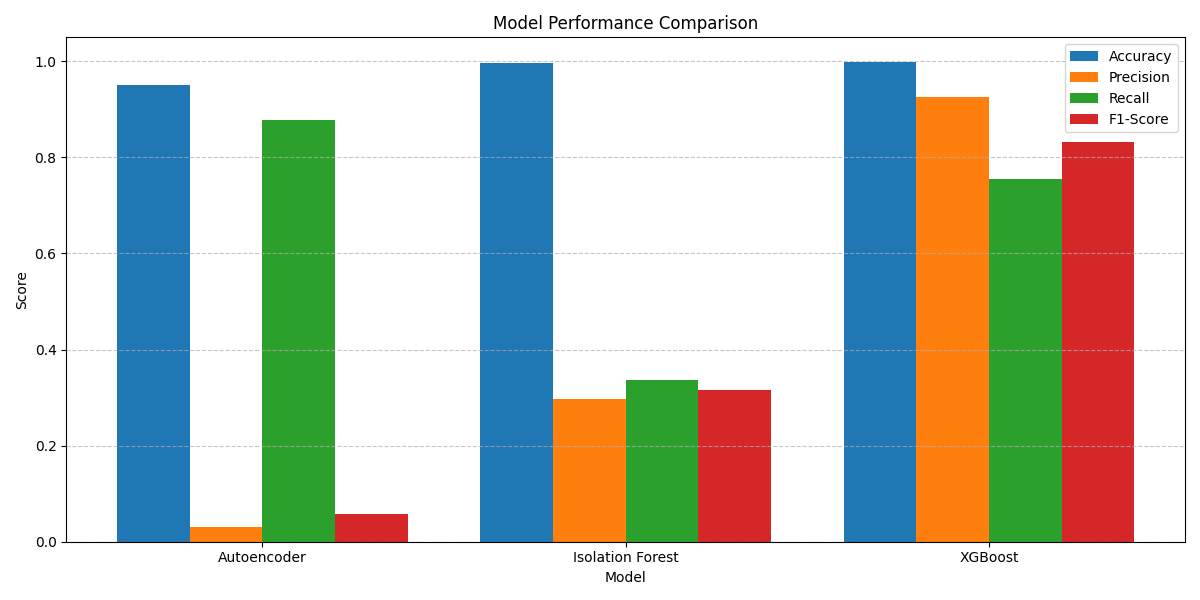 Model Performance Comparison
Accuracy
Precision
Recall
F1-Score
Score
1.0
0.8
0.6
0.4
0.2
0.0
Autoencoder
Isolation Forest
XGBoost
Model